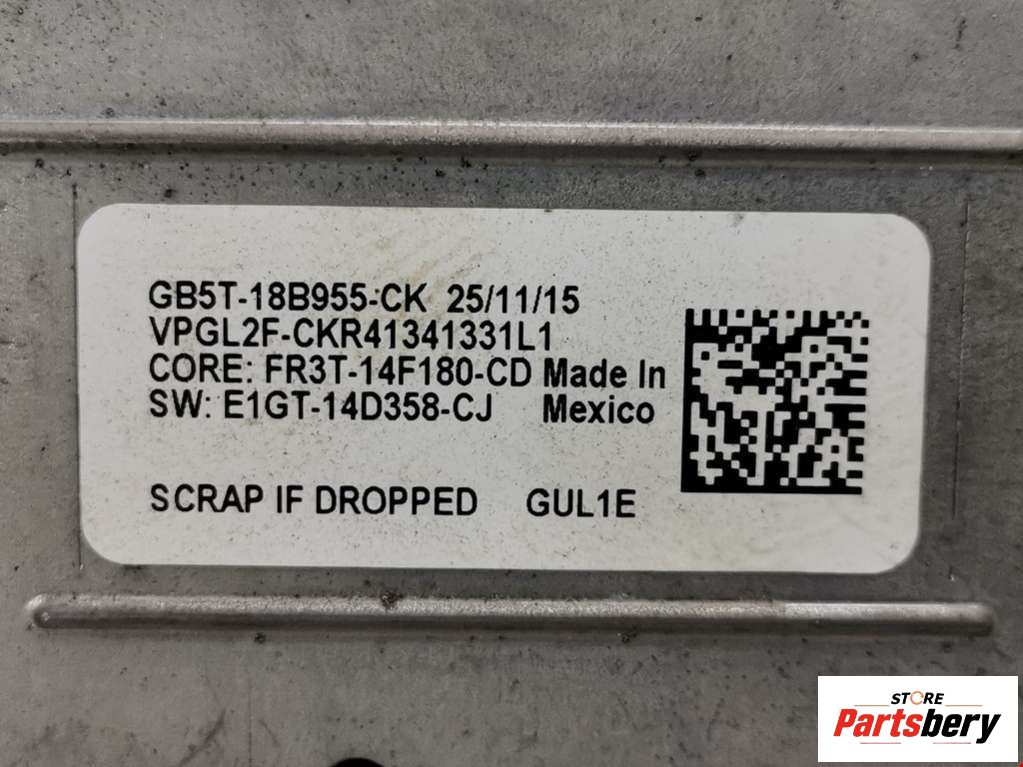 GB5T-18B955-CK 25/11/15
VPGL2F-CKR41341331L1
CORE: FR3T-14F180-CD Made In
SW: E1GT-14D358-CJ Mexico
SCRAP IF DROPPED GUL1E
STORE
Partsbery